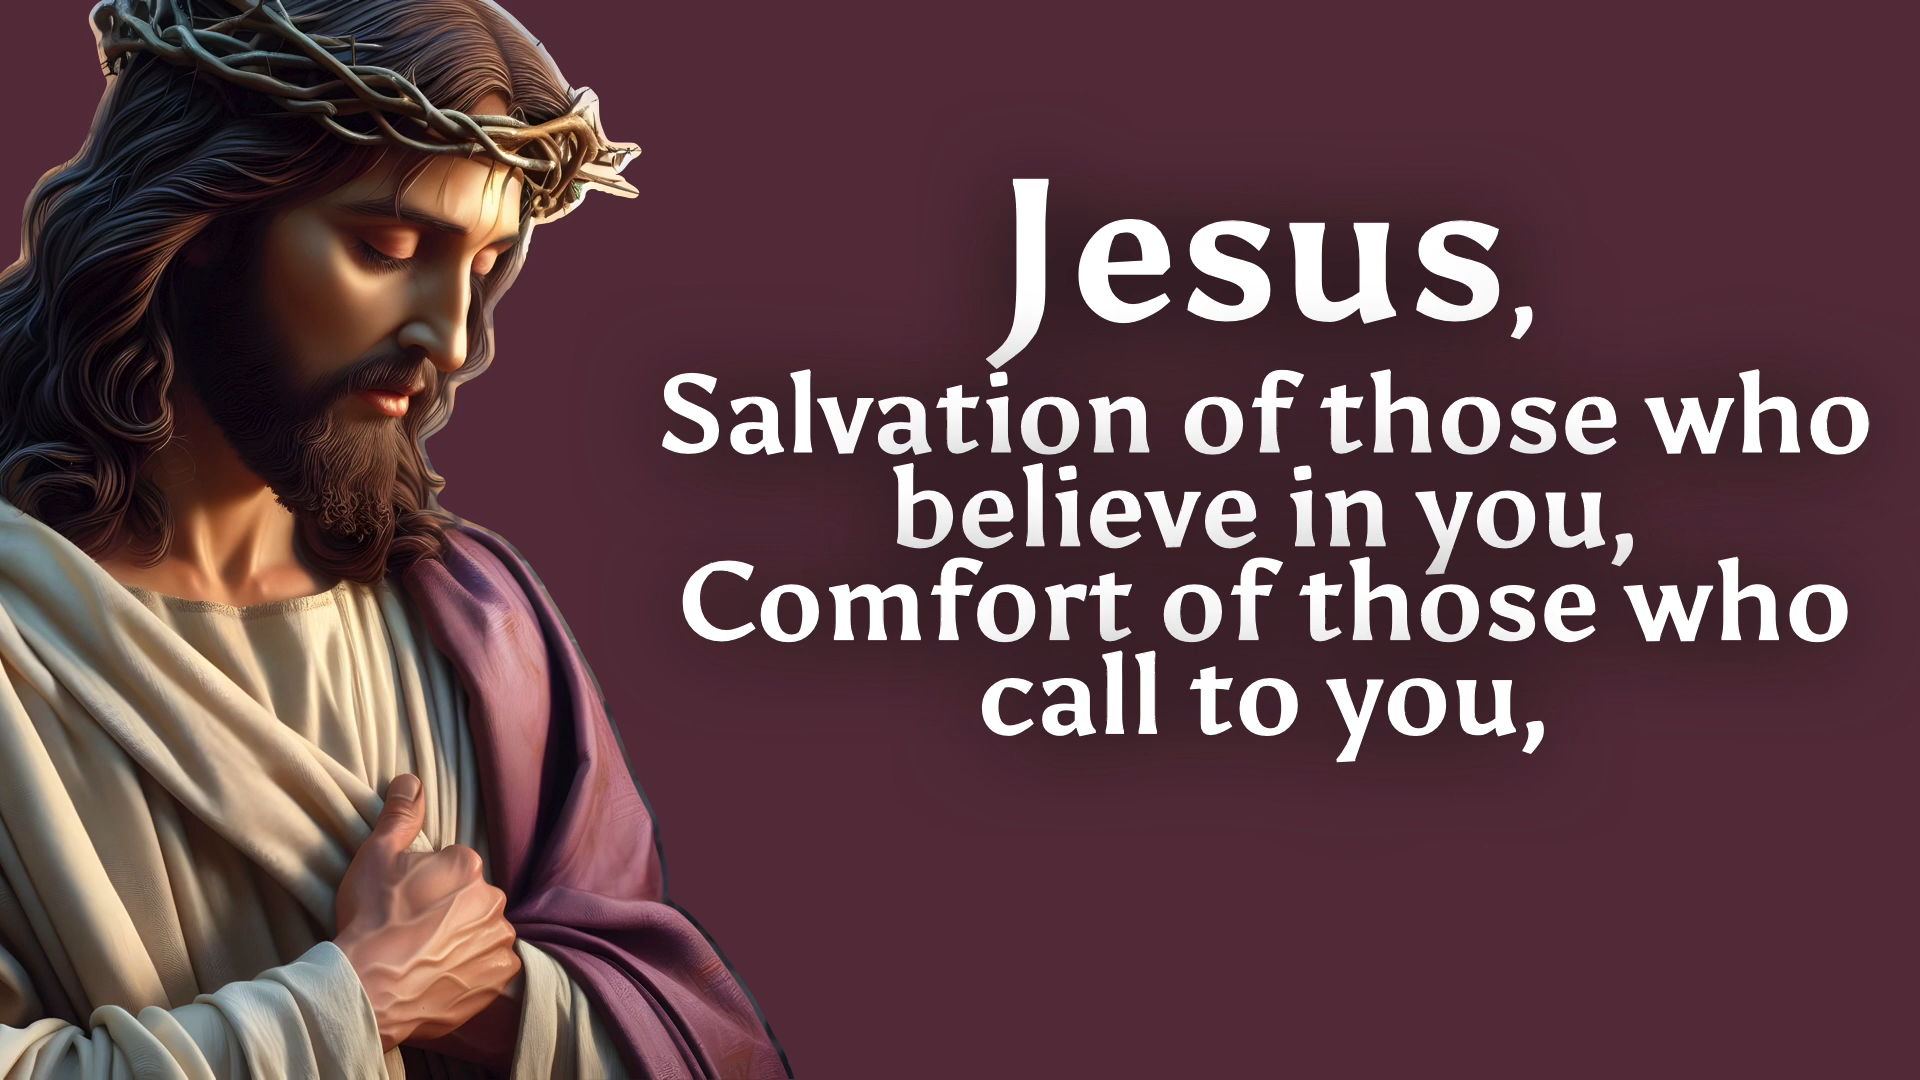 Jesus,
Salvation of those who
believe in you,
Comfort of those who
call to you,